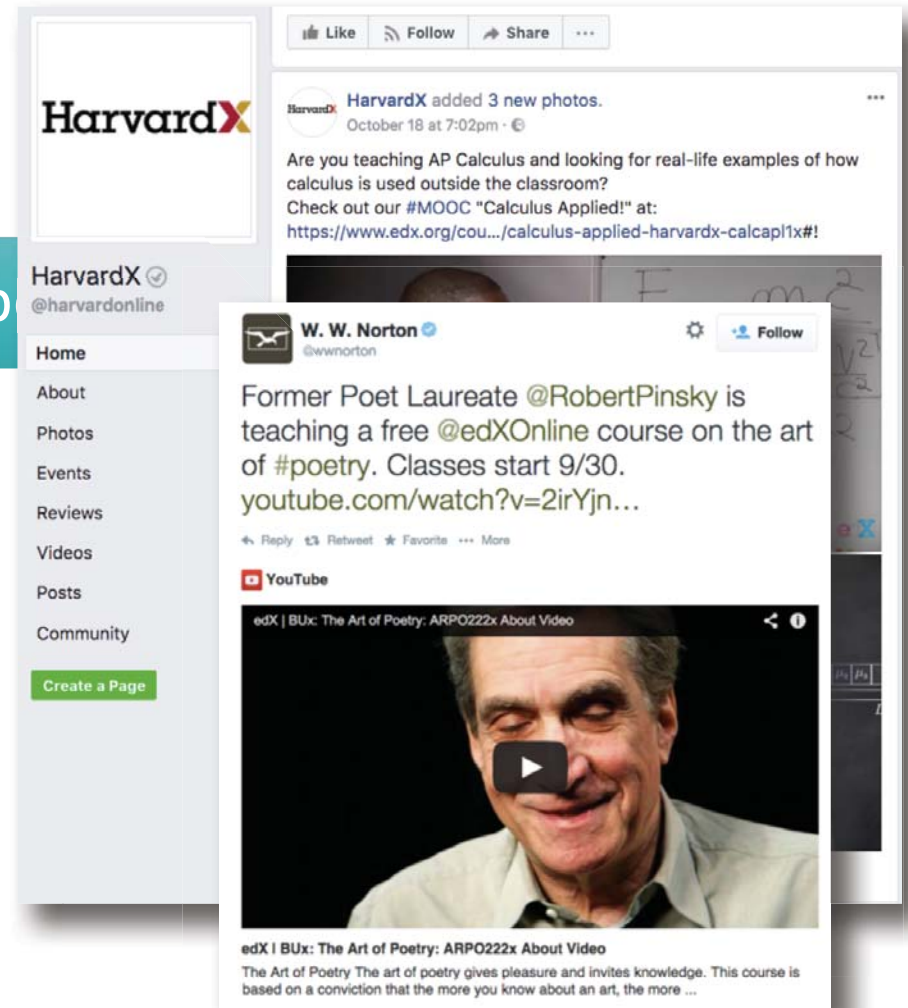 HarvardX
HarvardX
@harvardonline
Home
About
Photos
Events
Reviews
Videos
Posts
Community
Create a Page
Like Follow Share ...
HarvardX HarvardX added 3 new photos.
October 18 at 7:02pm ·
Are you teaching AP Calculus and looking for real-life examples of how
calculus is used outside the classroom?
Check out our #MOOC "Calculus Applied!" at:
https://www.edx.org/cou.../calculus-applied-harvardx-calcapl1x#!
W. W. Norton
@wwnorton
Follow
Former Poet Laureate @RobertPinsky is
teaching a free @edXOnline course on the art
of #poetry. Classes start 9/30.
youtube.com/watch?v=2irYjn...
Reply Retweet Favorite ... More
YouTube
edX | BUx: The Art of Poetry: ARPO222x About Video
edX | BUx: The Art of Poetry: ARPO222x About Video
The Art of Poetry The art of poetry gives pleasure and invites knowledge. This course is
based on a conviction that the more you know about an art, the more ...